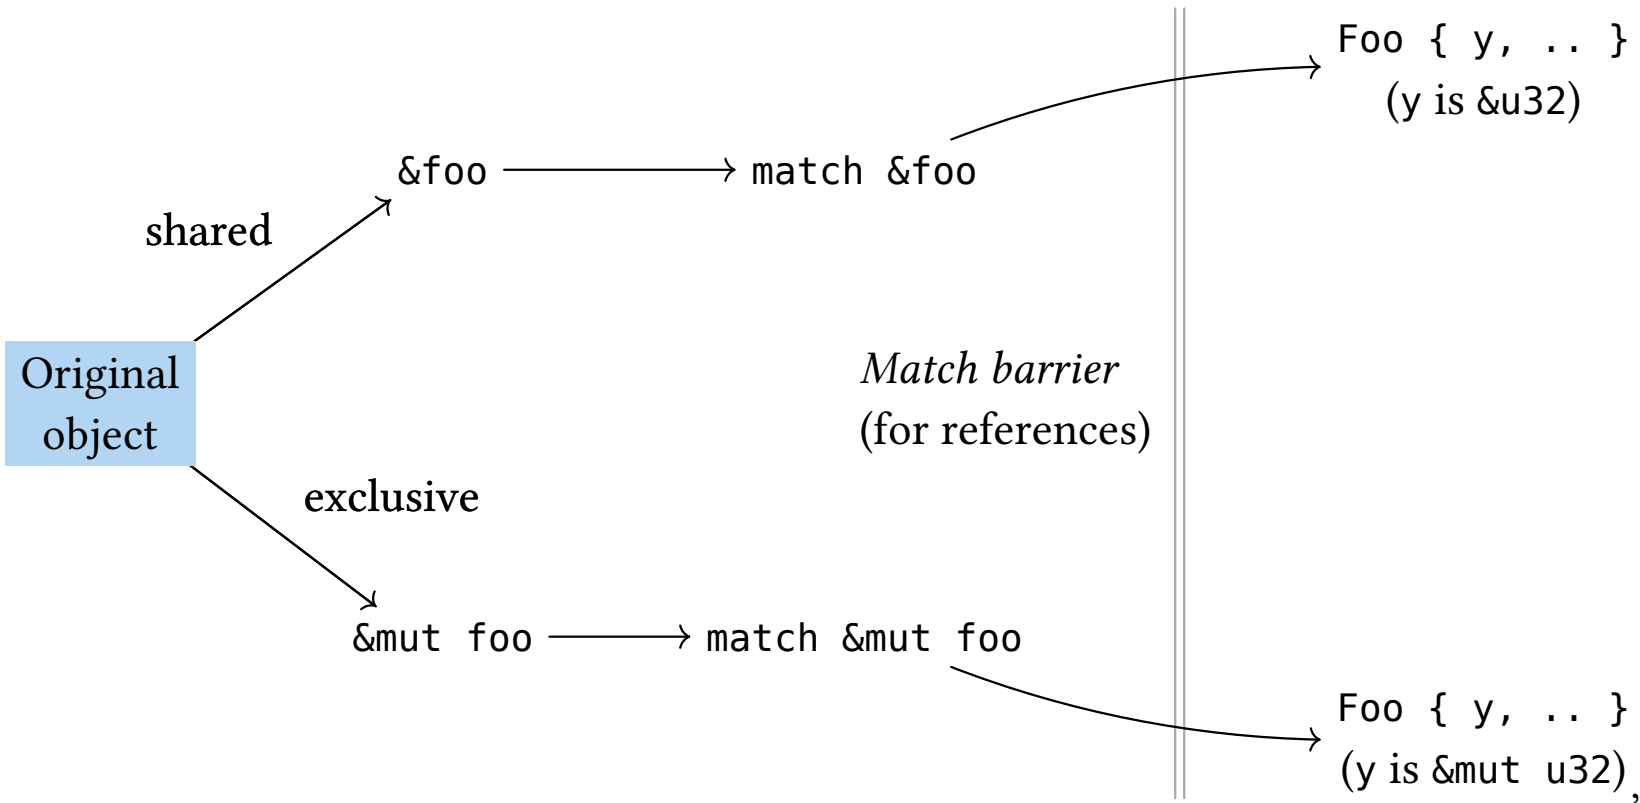 Foo { y, .. }
(y is &u32)
&foo
match &foo
shared
Original
object
Match barrier
(for references)
exclusive
&mut foo
match &mut foo
Foo { y, .. }
(y is &mut u32),